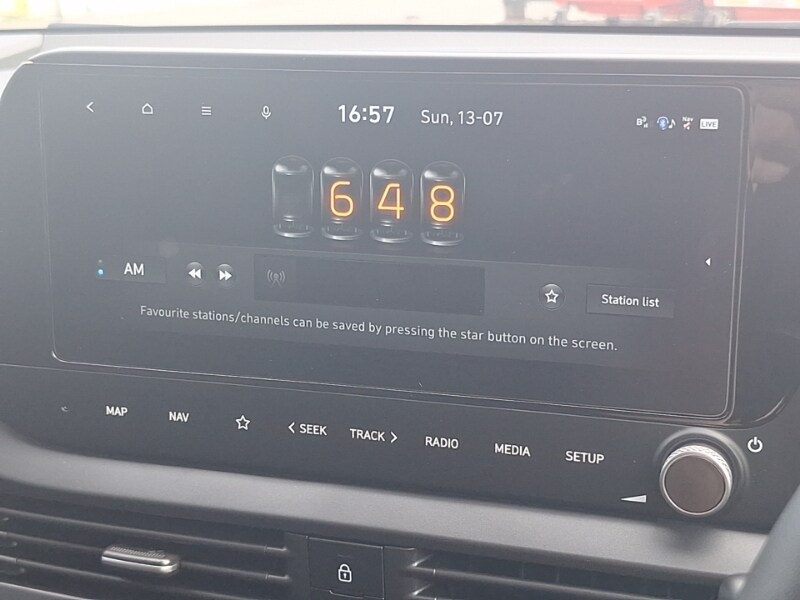 16:57 Sun, 13-07 Nav LIVE
648
AM Station list
Favourite stations/channels can be saved by pressing the star button on the screen.
MAP NAV < SEEK TRACK > RADIO MEDIA SETUP